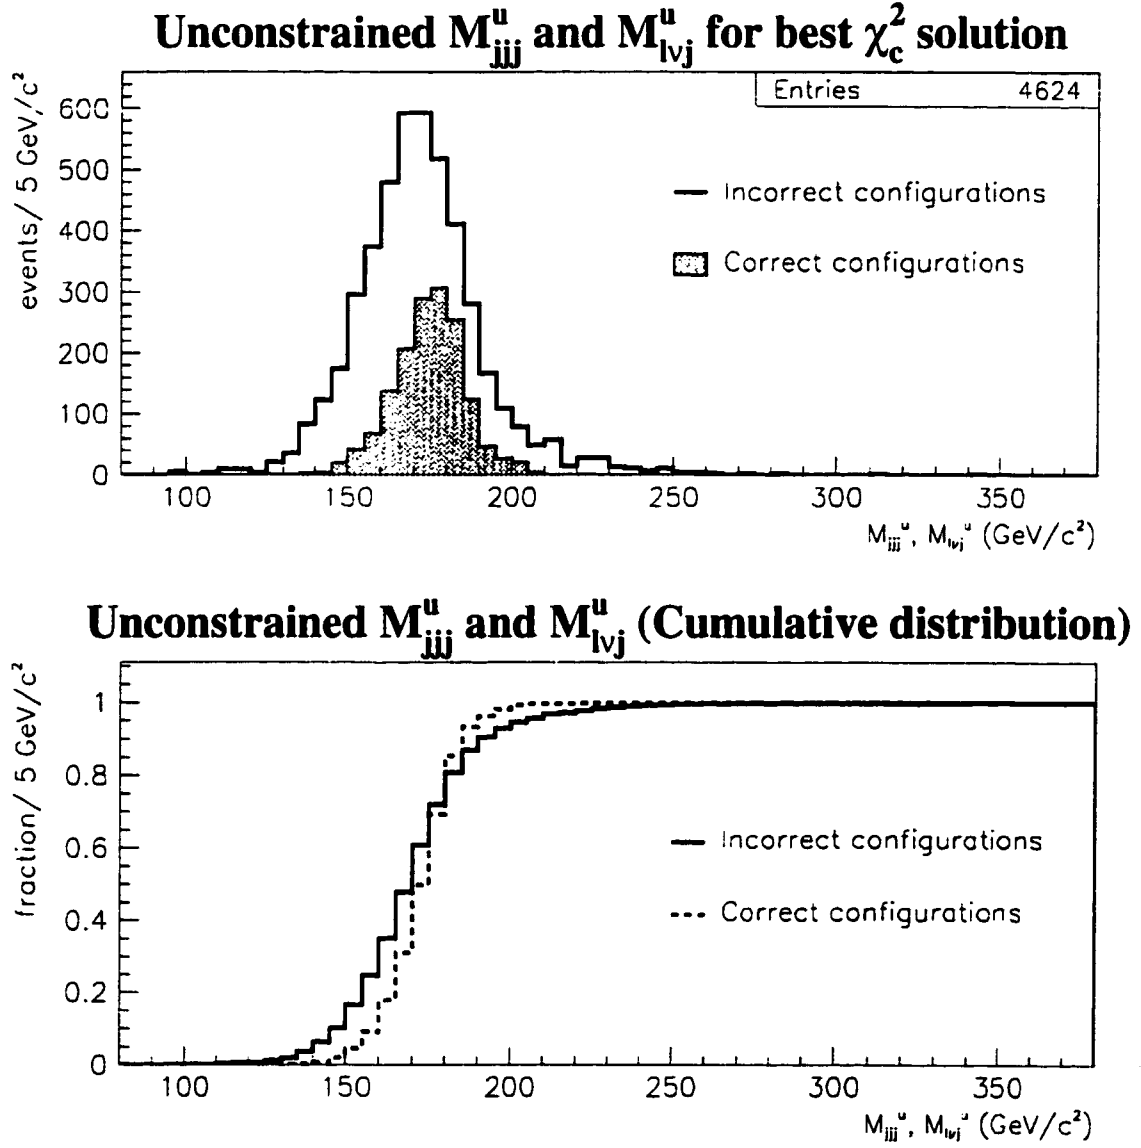 Unconstrained M^u_jjj and M^u_lνj for best χ²_c solution
events/ 5 GeV/c²
Entries 4624
600
500
400
300
200
100
0
Incorrect configurations
Correct configurations
100 150 200 250 300 350
M_jjj^u, M_lνj^u (GeV/c²)
Unconstrained M^u_jjj and M^u_lνj (Cumulative distribution)
fraction/ 5 GeV/c²
1
0.8
0.6
0.4
0.2
0
Incorrect configurations
Correct configurations
100 150 200 250 300 350
M_jjj^u, M_lνj^u (GeV/c²)